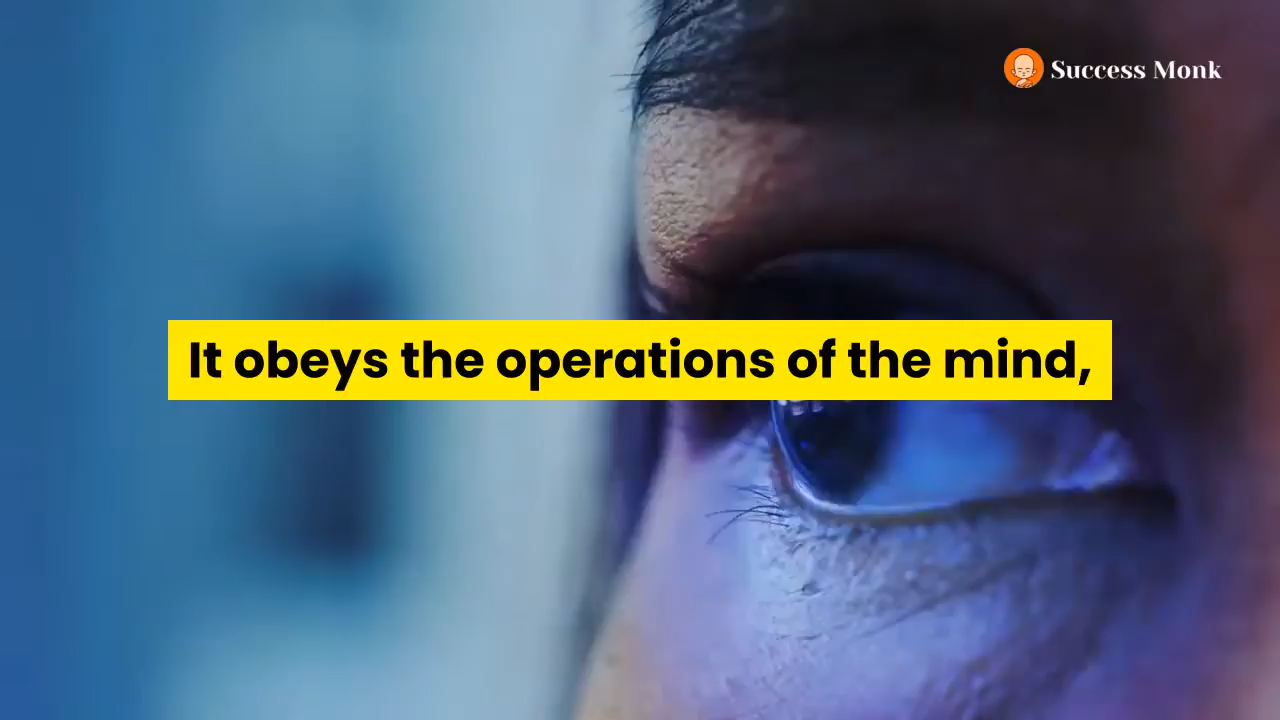 Success Monk
It obeys the operations of the mind,